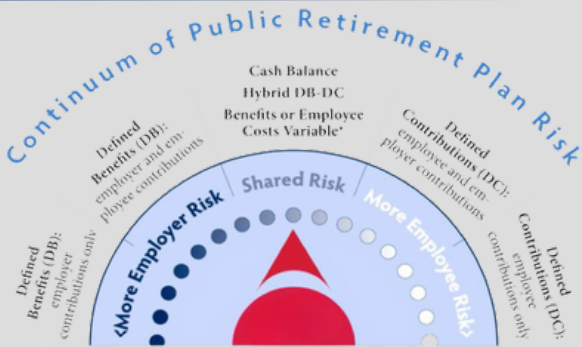 Continuum of Public Retirement Plan Risk
Cash Balance
Hybrid DB-DC
Benefits or Employee
Costs Variable*
Defined
Benefits (DB):
employer
contributions only
Defined
Benefits (DB):
employer and em-
ployee contributions
Defined
Contributions (DC):
employee and em-
ployer contributions
Defined
Contributions (DC):
employee
contributions only
<More Employer Risk
Shared Risk
More Employee Risk>